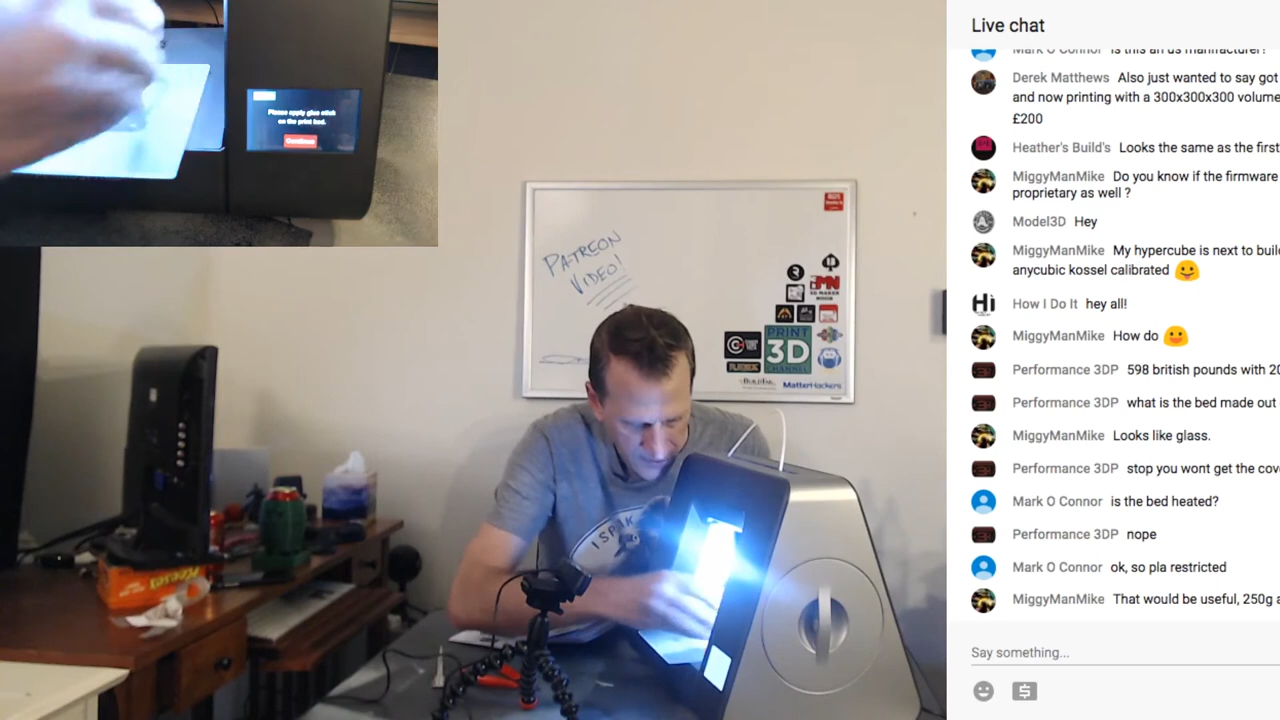 Please apply glue stick
on the print bed.
Continue
PATREON
VIDEO!
PRINT
3D
CHANNEL
MatterHackers
I SPEAK
Live chat
Mark O Connor is this an us manfracturer?
Derek Matthews Also just wanted to say got
and now printing with a 300x300x300 volume
£200
Heather's Build's Looks the same as the first
MiggyManMike Do you know if the firmware
proprietary as well ?
Model3D Hey
MiggyManMike My hypercube is next to build
anycubic kossel calibrated
How I Do It hey all!
MiggyManMike How do
Performance 3DP 598 british pounds with 20
Performance 3DP what is the bed made out
MiggyManMike Looks like glass.
Performance 3DP stop you wont get the cov
Mark O Connor is the bed heated?
Performance 3DP nope
Mark O Connor ok, so pla restricted
MiggyManMike That would be useful, 250g a
Say something...